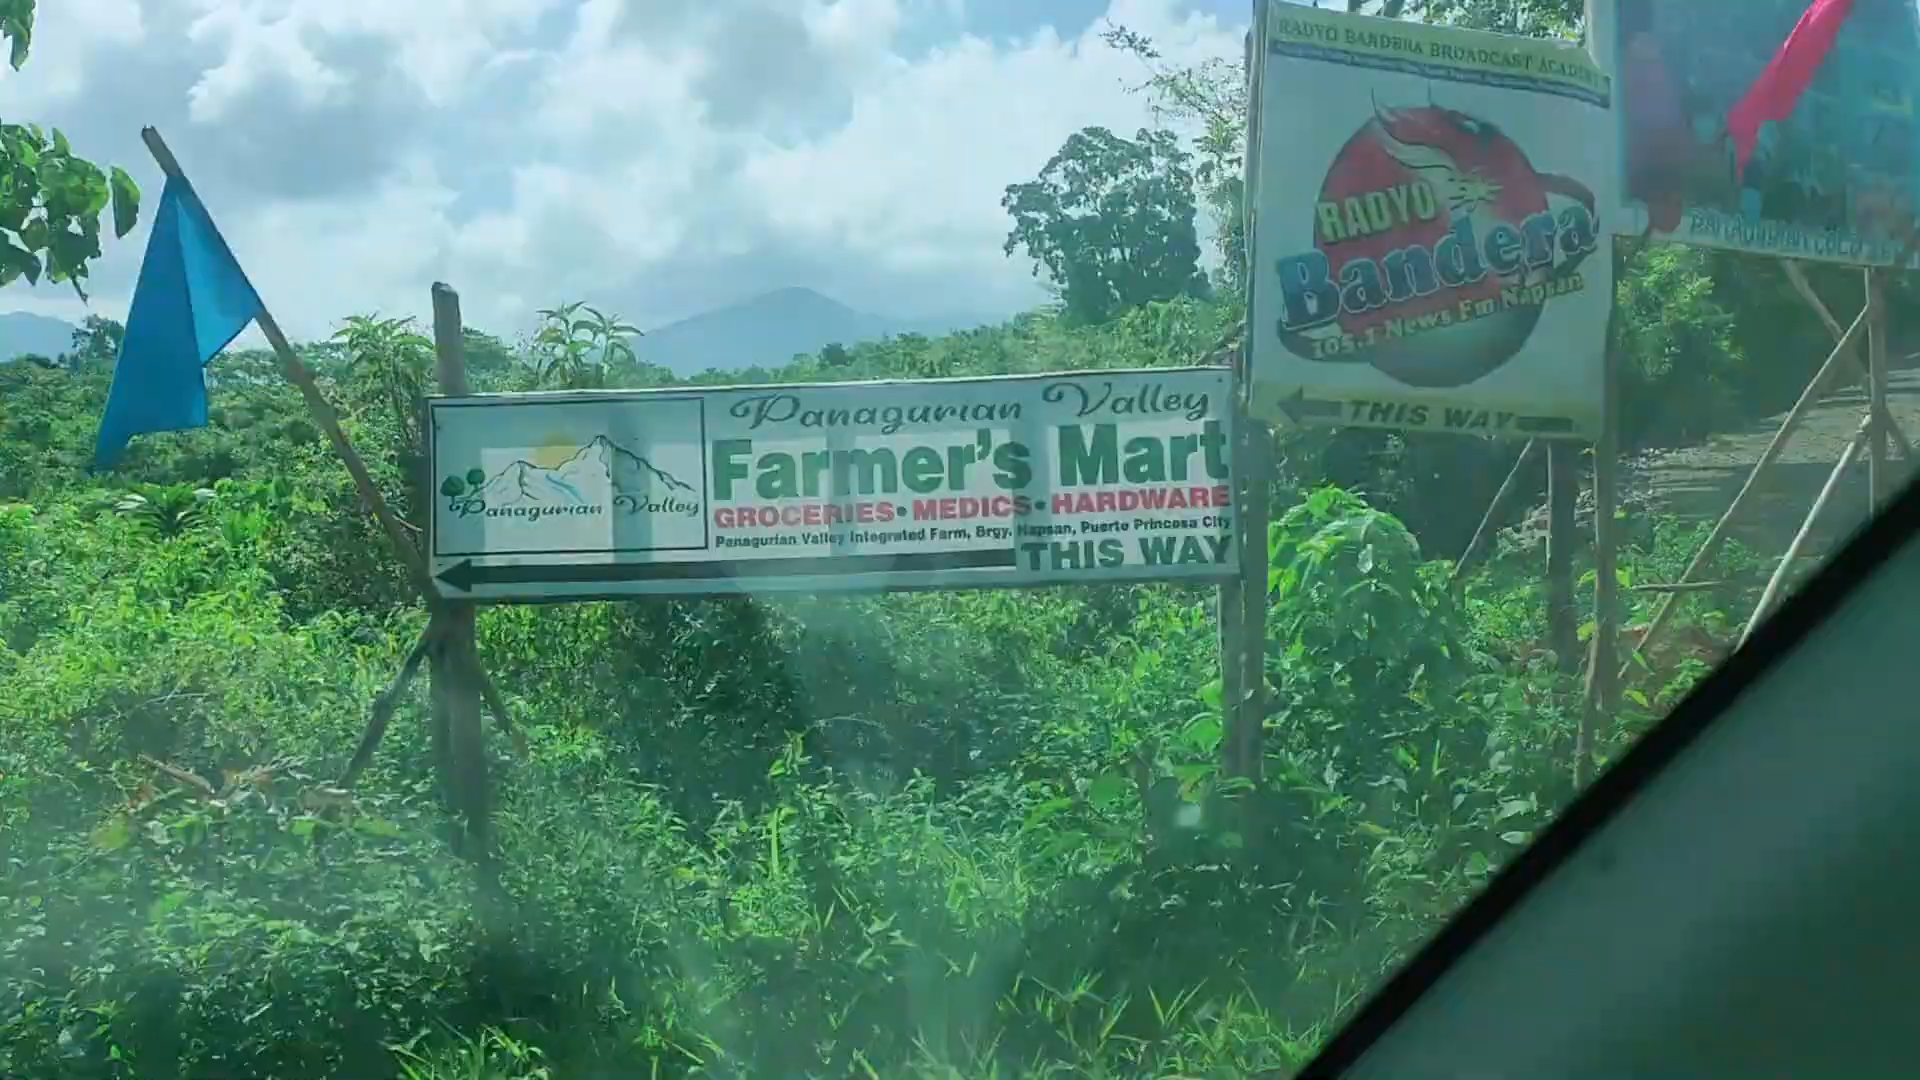 Panagurian Valley
Panagurian Valley
Farmer's Mart
GROCERIES • MEDICS • HARDWARE
Panagurian Valley Integrated Farm, Brgy. Napsan, Puerto Princesa City
THIS WAY
RADYO BANDERA BROADCAST ACADEMY
RADYO
Bandera
105.1 News Fm Napsan
THIS WAY